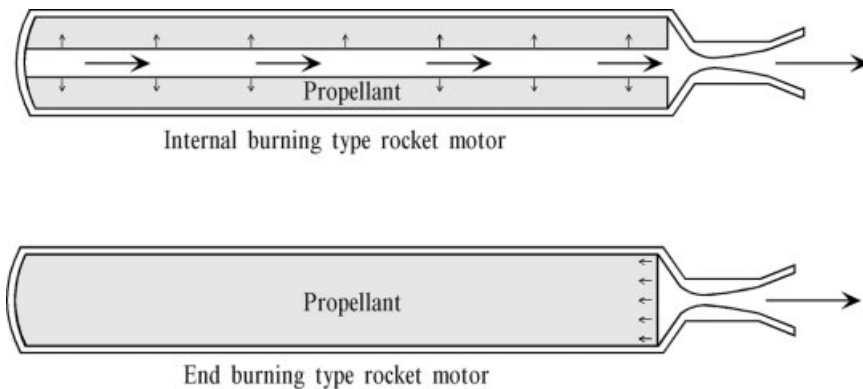 Propellant
Internal burning type rocket motor
Propellant
End burning type rocket motor